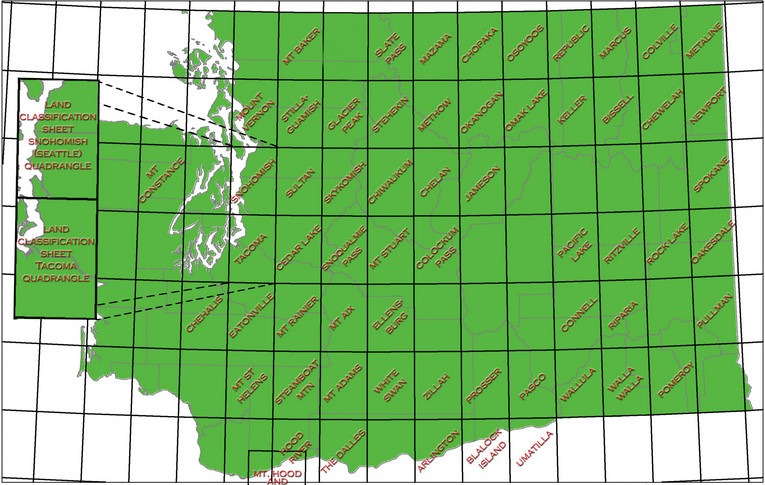 MT BAKER
SLATE
PASS
MAZAMA
CHOPAKA
OSOYOOS
REPUBLIC
MARCUS
COLVILLE
METALINE
LAND
CLASSIFICATION
SHEET
SNOHOMISH
(SEATTLE)
QUADRANGLE
MOUNT
VERNON
STILLA-
GUAMISH
GLACIER
PEAK
STEHEKIN
METHOW
OKANOGAN
OMAK LAKE
KELLER
BISSELL
CHEWELAH
NEWPORT
MT
CONSTANCE
SNOHOMISH
SULTAN
SKYKOMISH
CHIWAUKUM
CHELAN
JAMESON
SPOKANE
LAND
CLASSIFICATION
SHEET
TACOMA
QUADRANGLE
TACOMA
CEDAR LAKE
SNOQUALMIE
PASS
MT STUART
COLOCKUM
PASS
PACIFIC
LAKE
RITZVILLE
ROCK LAKE
OAKESDALE
CHEHALIS
EATONVILLE
MT RAINIER
MT AIX
ELLENS-
BURG
CONNELL
RIPARIA
PULLMAN
MT ST
HELENS
STEAMBOAT
MTN
MT ADAMS
WHITE
SWAN
ZILLAH
PROSSER
PASCO
WALLULA
WALLA
WALLA
POMEROY
HOOD
RIVER
THE DALLES
ARLINGTON
BLALOCK
ISLAND
UMATILLA
MT. HOOD
AND